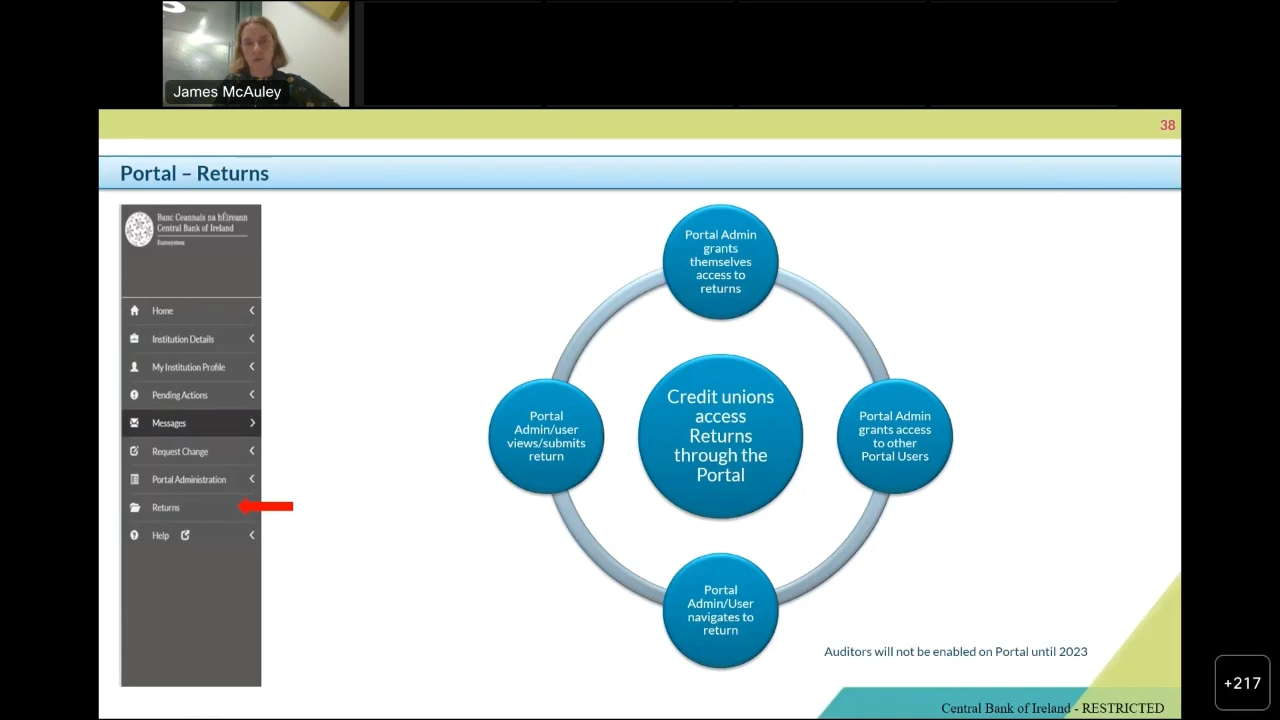 James McAuley
38
Portal – Returns
Banc Ceannais na hÉireann
Central Bank of Ireland
Eurosystem
Home
Institution Details
My Institution Profile
Pending Actions
Messages
Request Change
Portal Administration
Returns
Help
Portal Admin
grants
themselves
access to
returns
Portal
Admin/user
views/submits
return
Credit unions
access
Returns
through the
Portal
Portal Admin
grants access
to other
Portal Users
Portal
Admin/User
navigates to
return
Auditors will not be enabled on Portal until 2023
Central Bank of Ireland - RESTRICTED
+217